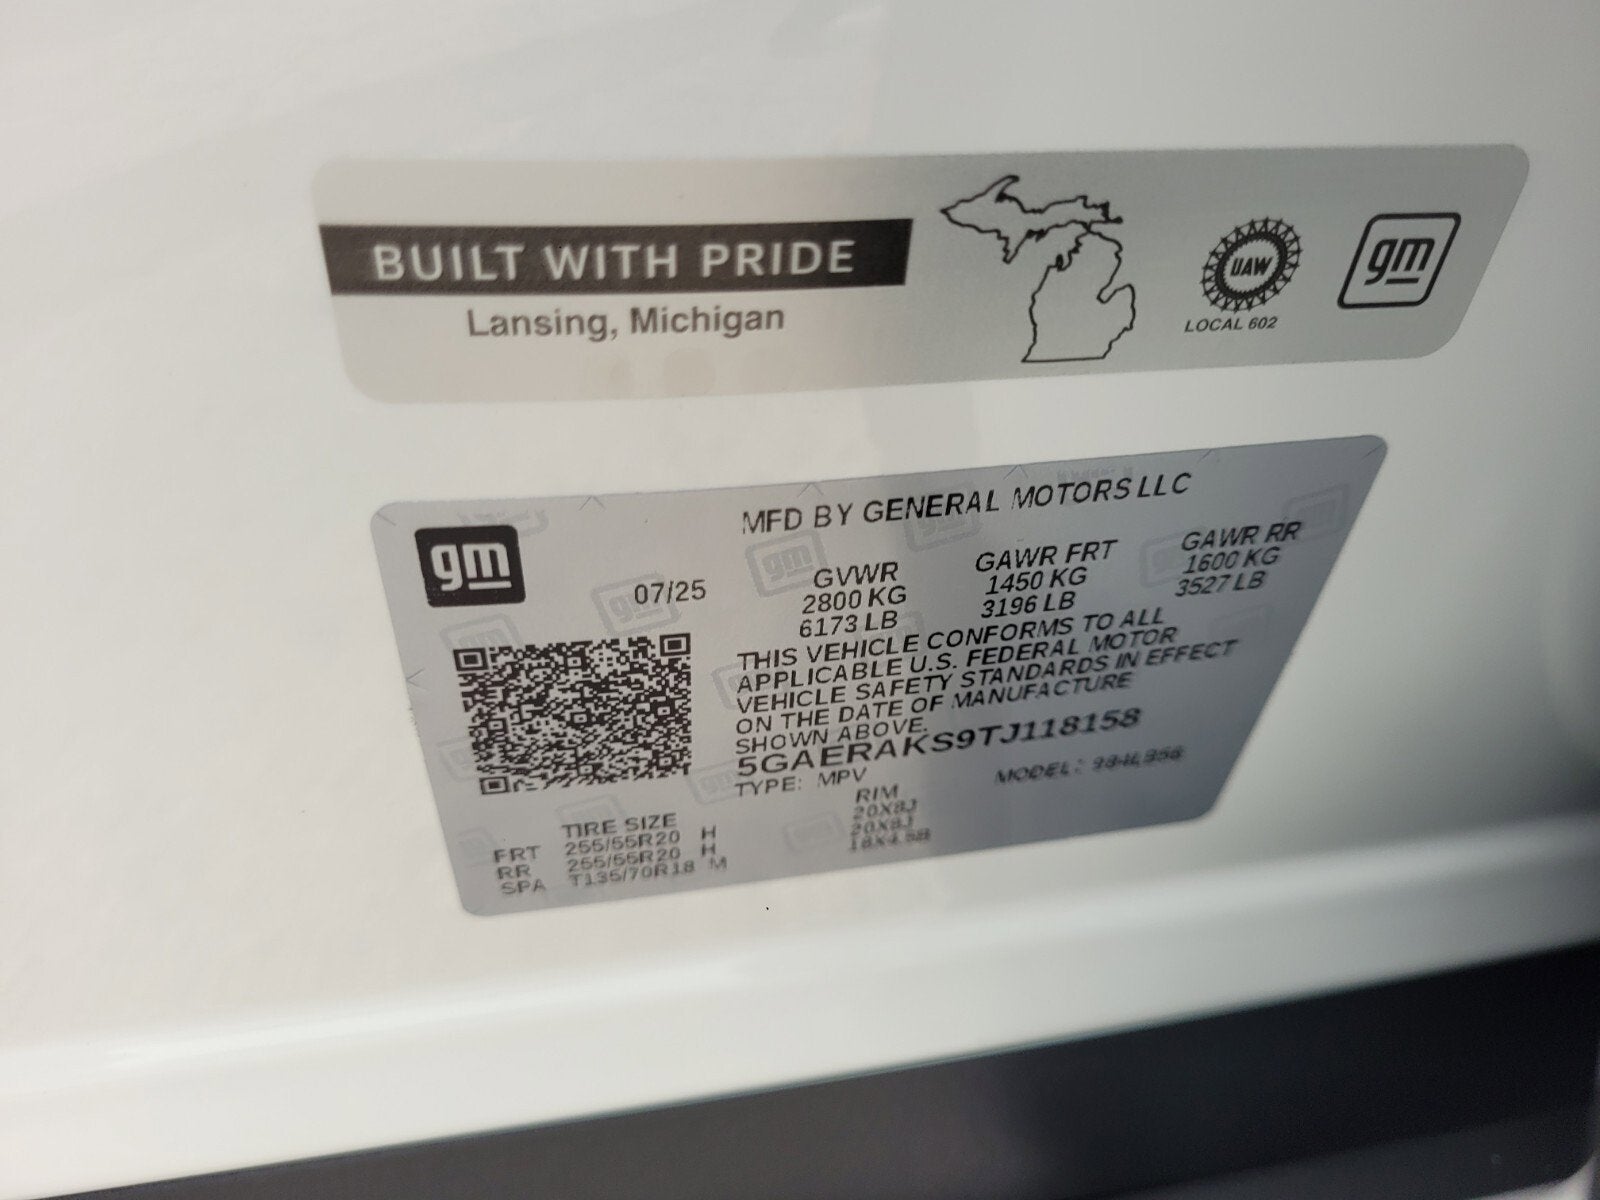 BUILT WITH PRIDE
Lansing, Michigan
UAW
LOCAL 602
gm
gm
MFD BY GENERAL MOTORS LLC
07/25
GVWR GAWR FRT GAWR RR
2800 KG 1450 KG 1600 KG
6173 LB 3196 LB 3527 LB
THIS VEHICLE CONFORMS TO ALL
APPLICABLE U.S. FEDERAL MOTOR
VEHICLE SAFETY STANDARDS IN EFFECT
ON THE DATE OF MANUFACTURE
SHOWN ABOVE.
5GAERAKS9TJ118158
TYPE: MPV MODEL:
TIRE SIZE RIM
FRT 255/55R20 H 20X8J
RR 255/55R20 H 20X8J
SPA T135/70R18 M 18X4.5B